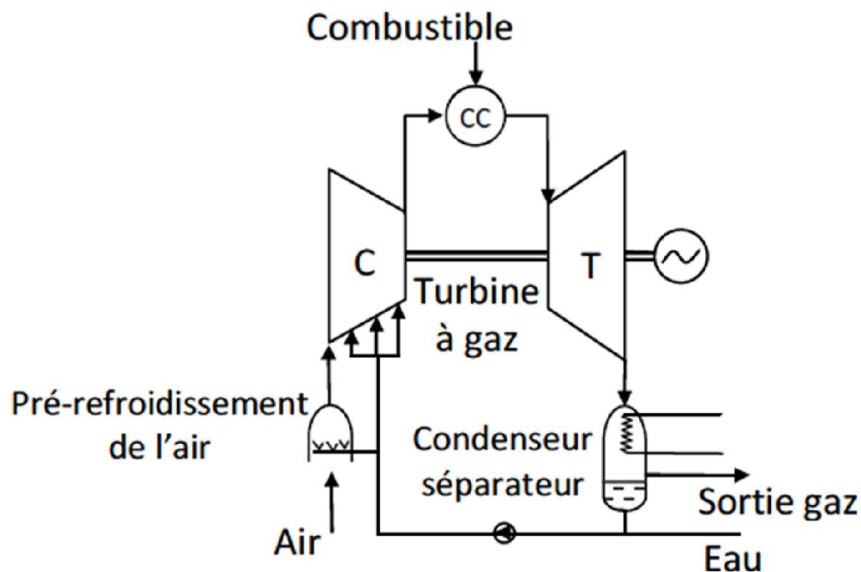 Combustible
CC
C
T
Turbine
à gaz
Pré-refroidissement
de l'air
Condenseur
séparateur
Sortie gaz
Air
Eau